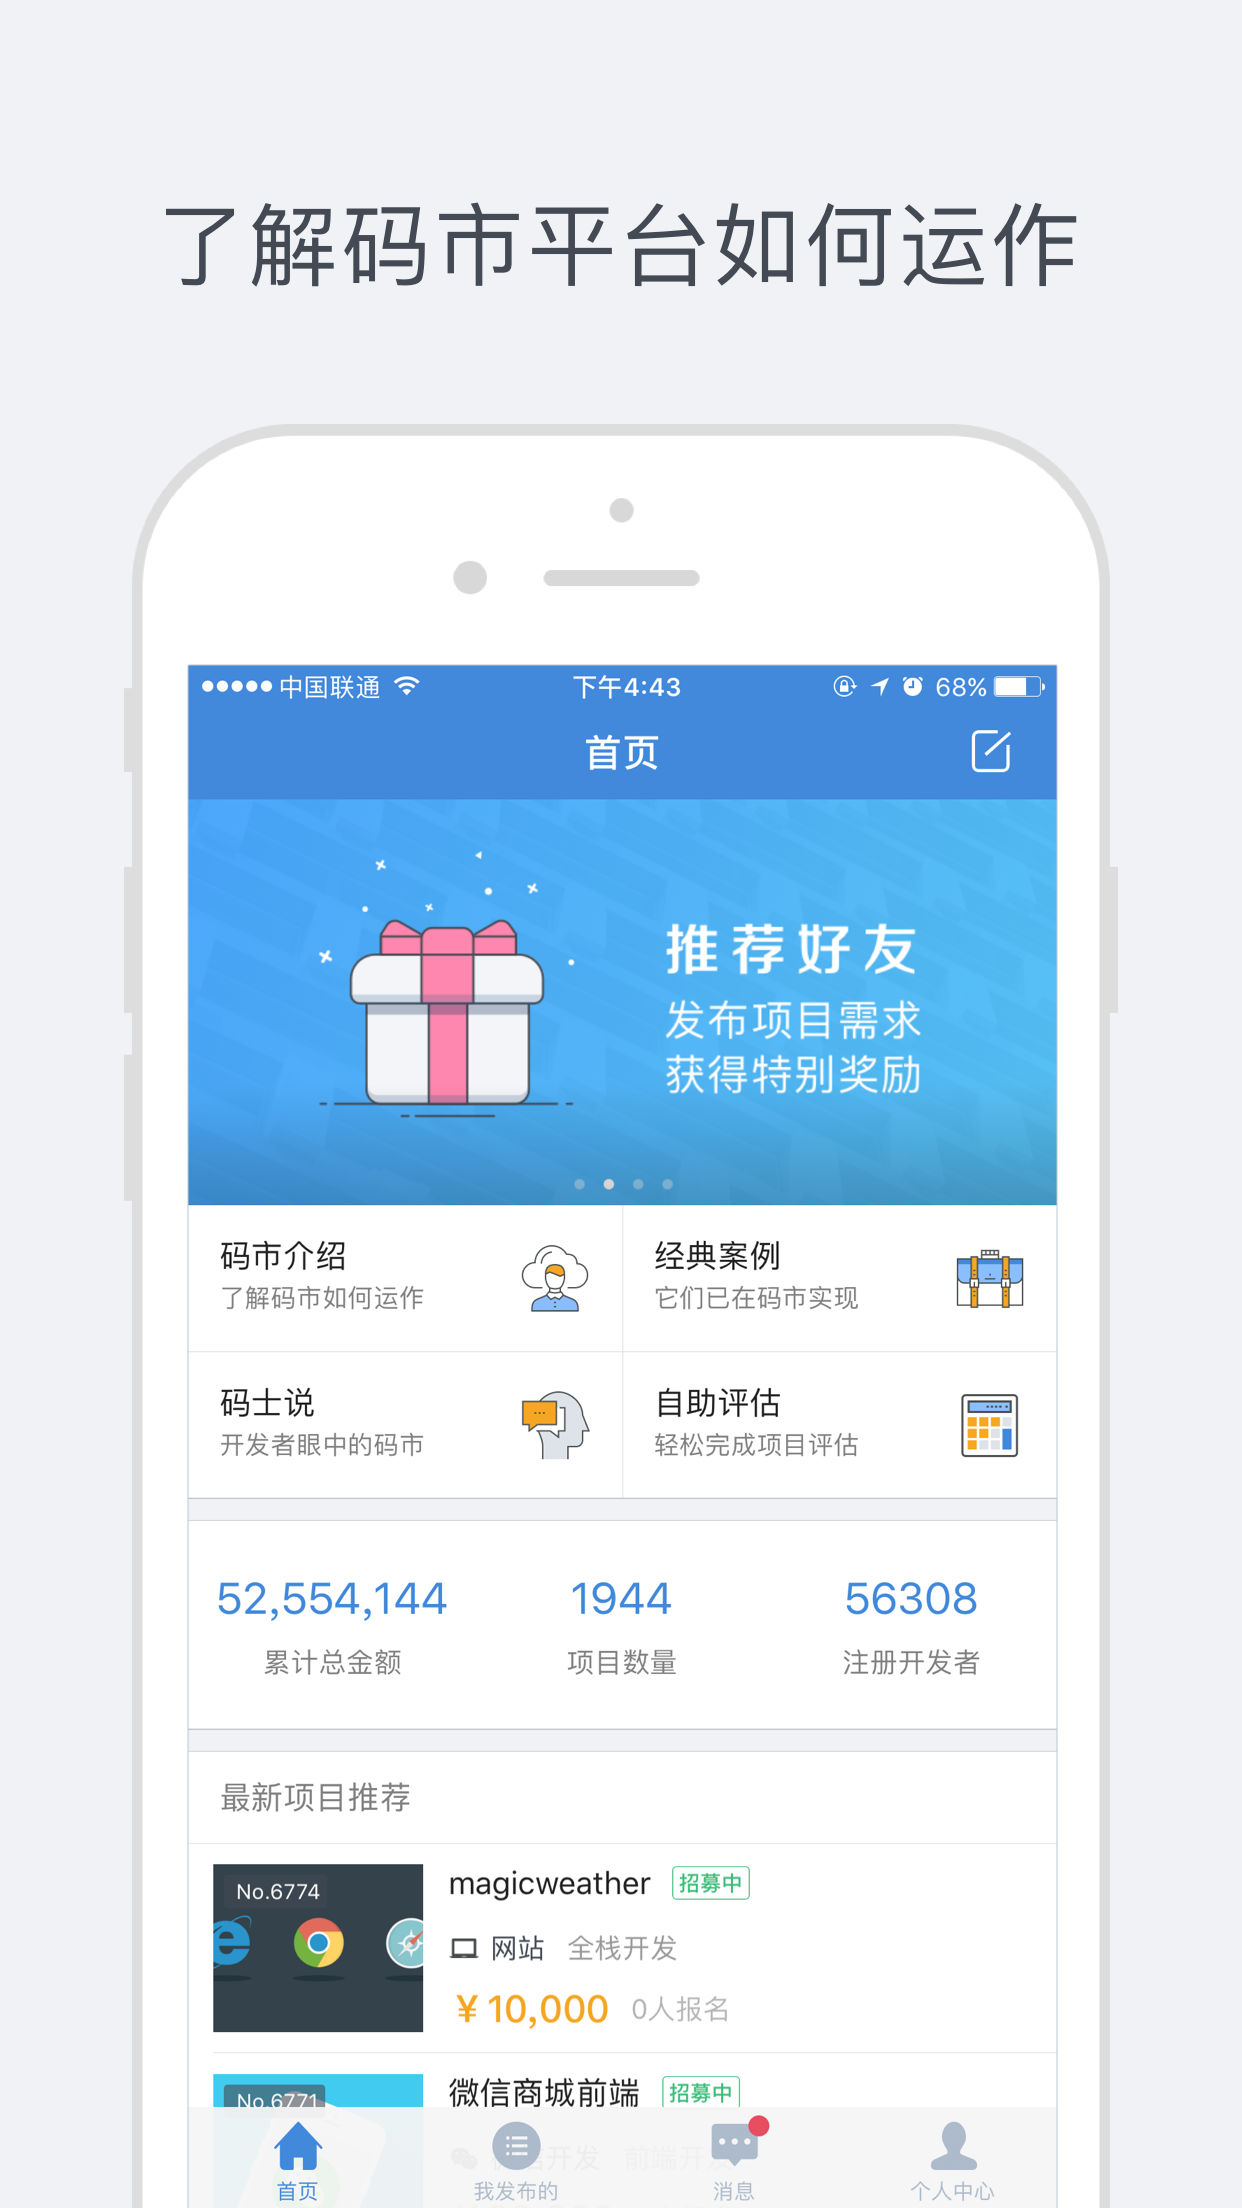 了解码市平台如何运作
中国联通 下午4:43 68%
首页
推荐好友
发布项目需求
获得特别奖励
码市介绍
了解码市如何运作
经典案例
它们已在码市实现
码士说
开发者眼中的码市
自助评估
轻松完成项目评估
52,554,144 1944 56308
累计总金额 项目数量 注册开发者
最新项目推荐
No.6774
magicweather 招募中
网站 全栈开发
¥ 10,000 0人报名
No.6771
微信商城前端 招募中
开发 前端开发
首页 我发布的 消息 个人中心